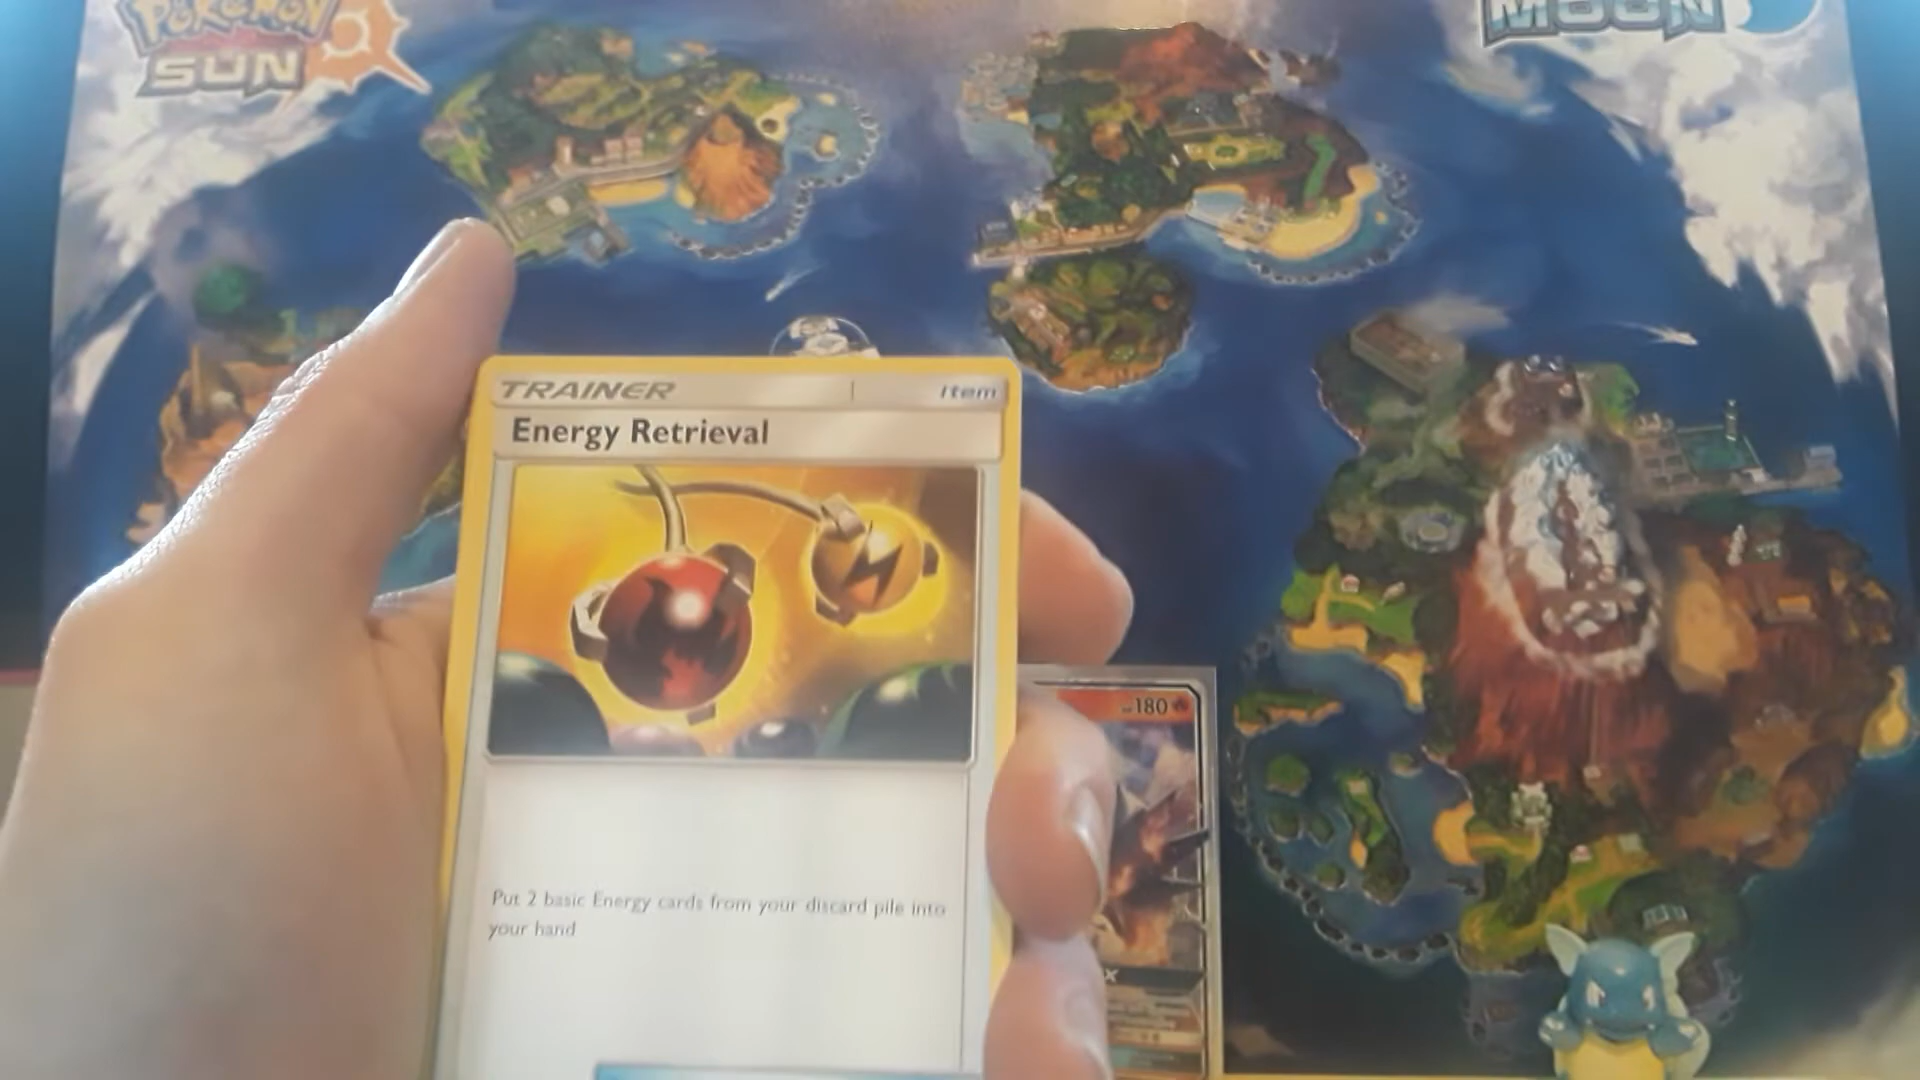 POKéMON
SUN
MOON
TRAINER
Item
Energy Retrieval
180
X
Put 2 basic Energy cards from your discard pile into
your hand